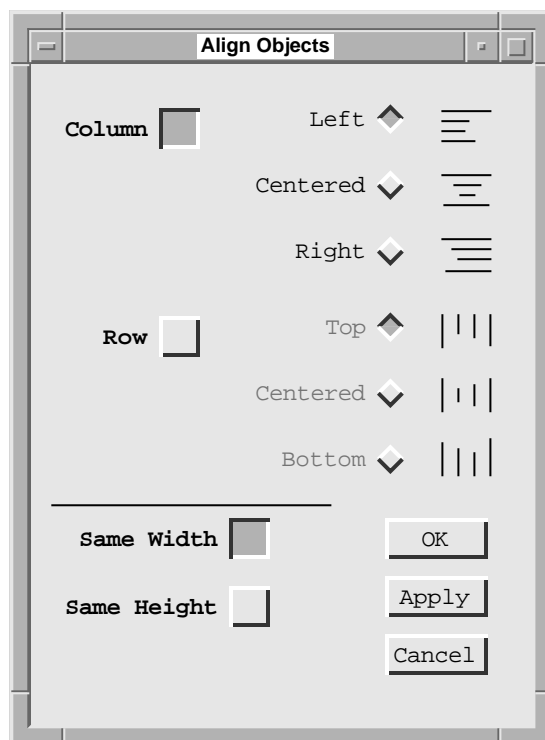 Align Objects
Column
Left
Centered
Right
Row
Top
Centered
Bottom
Same Width
OK
Same Height
Apply
Cancel